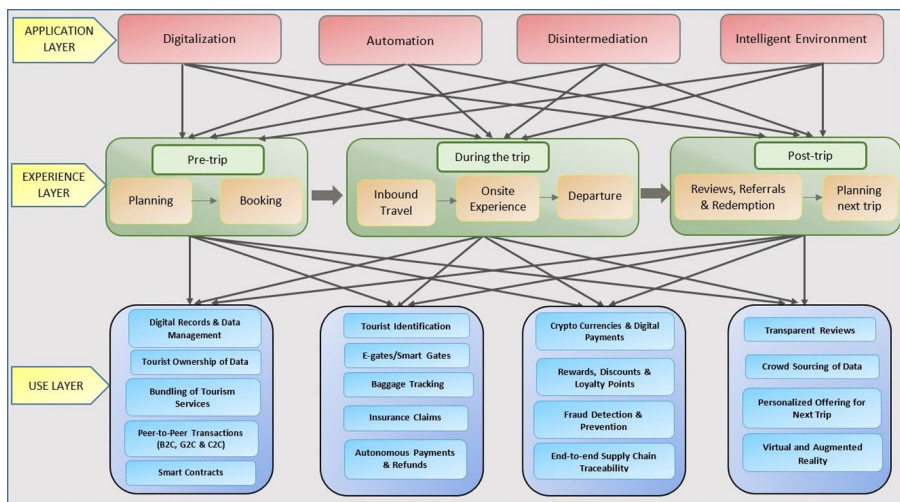 APPLICATION
LAYER
Digitalization
Automation
Disintermediation
Intelligent Environment
EXPERIENCE
LAYER
Pre-trip
Planning
Booking
During the trip
Inbound
Travel
Onsite
Experience
Departure
Post-trip
Reviews, Referrals
& Redemption
Planning
next trip
USE LAYER
Digital Records & Data
Management
Tourist Ownership of Data
Bundling of Tourism
Services
Peer-to-Peer Transactions
(B2C, G2C & C2C)
Smart Contracts
Tourist Identification
E-gates/Smart Gates
Baggage Tracking
Insurance Claims
Autonomous Payments
& Refunds
Crypto Currencies & Digital
Payments
Rewards, Discounts &
Loyalty Points
Fraud Detection &
Prevention
End-to-end Supply Chain
Traceability
Transparent Reviews
Crowd Sourcing of Data
Personalized Offering for
Next Trip
Virtual and Augmented
Reality